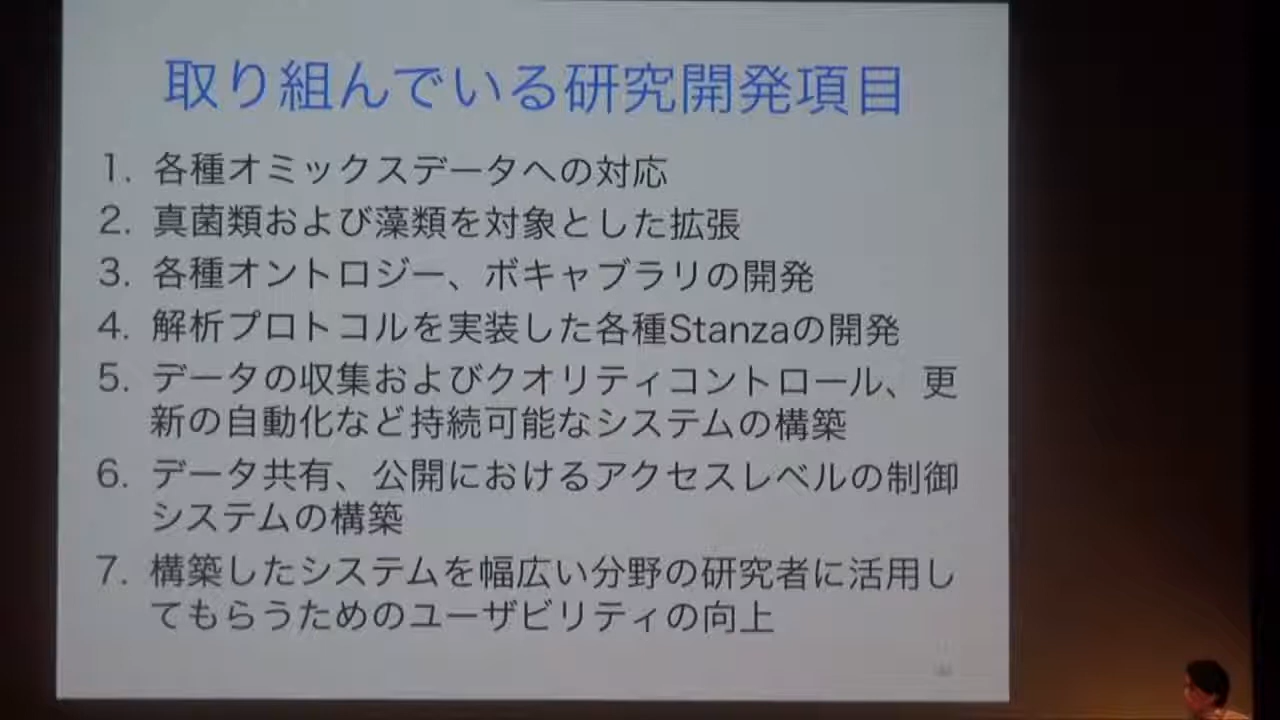 取り組んでいる研究開発項目
1. 各種オミックスデータへの対応
2. 真菌類および藻類を対象とした拡張
3. 各種オントロジー、ボキャブラリの開発
4. 解析プロトコルを実装した各種Stanzaの開発
5. データの収集およびクオリティコントロール、更
新の自動化など持続可能なシステムの構築
6. データ共有、公開におけるアクセスレベルの制御
システムの構築
7. 構築したシステムを幅広い分野の研究者に活用し
てもらうためのユーザビリティの向上